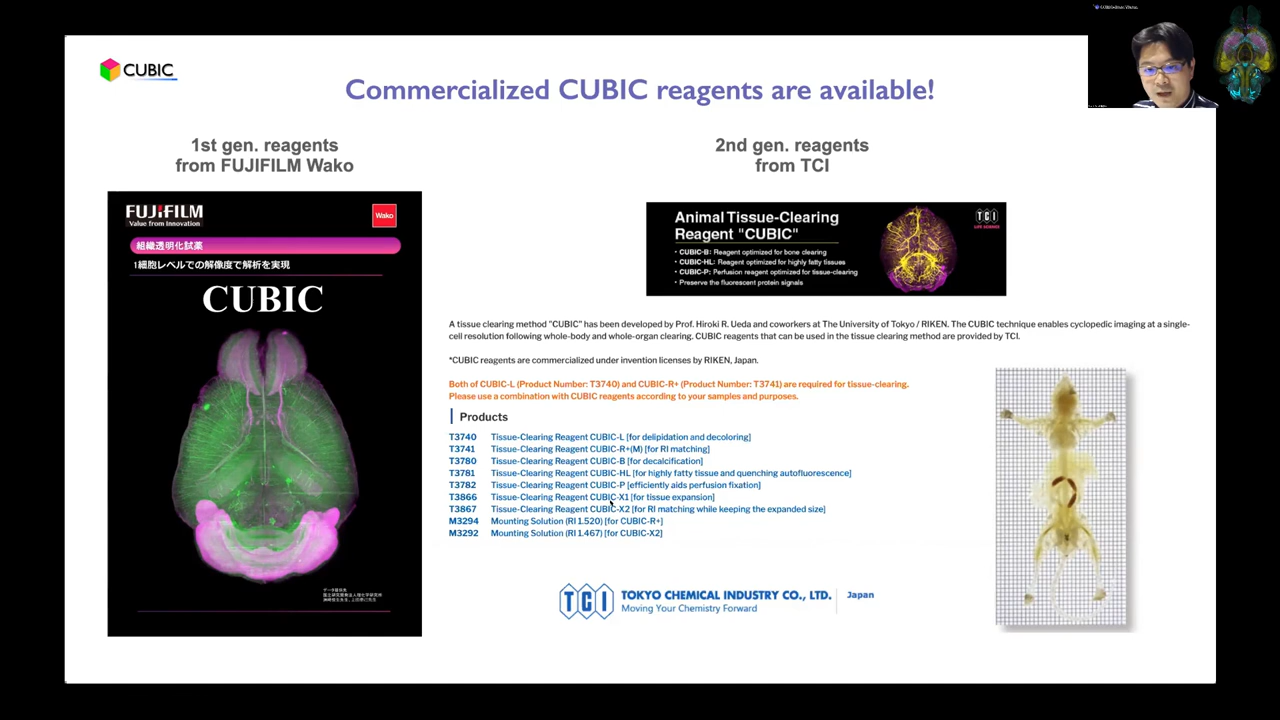 CUBIC
Commercialized CUBIC reagents are available!
1st gen. reagents
from FUJIFILM Wako
FUJIFILM
Value from Innovation
Wako
組織透明化試薬
1細胞レベルでの解像度で解析を実現
CUBIC
2nd gen. reagents
from TCI
Animal Tissue-Clearing
Reagent "CUBIC"
• CUBIC-B: Reagent optimized for bone clearing
• CUBIC-HL: Reagent optimized for highly fatty tissues
• CUBIC-P: Perfusion reagent optimized for tissue-clearing
• Preserve the fluorescent protein signals
TCI
LIFE SCIENCE
A tissue clearing method "CUBIC" has been developed by Prof. Hiroki R. Ueda and coworkers at The University of Tokyo / RIKEN. The CUBIC technique enables cyclopedic imaging at a single-
cell resolution following whole-body and whole-organ clearing. CUBIC reagents that can be used in the tissue clearing method are provided by TCI.
*CUBIC reagents are commercialized under invention licenses by RIKEN, Japan.
Both of CUBIC-L (Product Number: T3740) and CUBIC-R+ (Product Number: T3741) are required for tissue-clearing.
Please use a combination with CUBIC reagents according to your samples and purposes.
Products
T3740 Tissue-Clearing Reagent CUBIC-L [for delipidation and decoloring]
T3741 Tissue-Clearing Reagent CUBIC-R+(M) [for RI matching]
T3780 Tissue-Clearing Reagent CUBIC-B [for decalcification]
T3781 Tissue-Clearing Reagent CUBIC-HL [for highly fatty tissue and quenching autofluorescence]
T3782 Tissue-Clearing Reagent CUBIC-P [efficiently aids perfusion fixation]
T3866 Tissue-Clearing Reagent CUBIC-X1 [for tissue expansion]
T3867 Tissue-Clearing Reagent CUBIC-X2 [for RI matching while keeping the expanded size]
M3294 Mounting Solution (RI 1.520) [for CUBIC-R+]
M3292 Mounting Solution (RI 1.467) [for CUBIC-X2]
TCI
TOKYO CHEMICAL INDUSTRY CO., LTD.
Moving Your Chemistry Forward
Japan